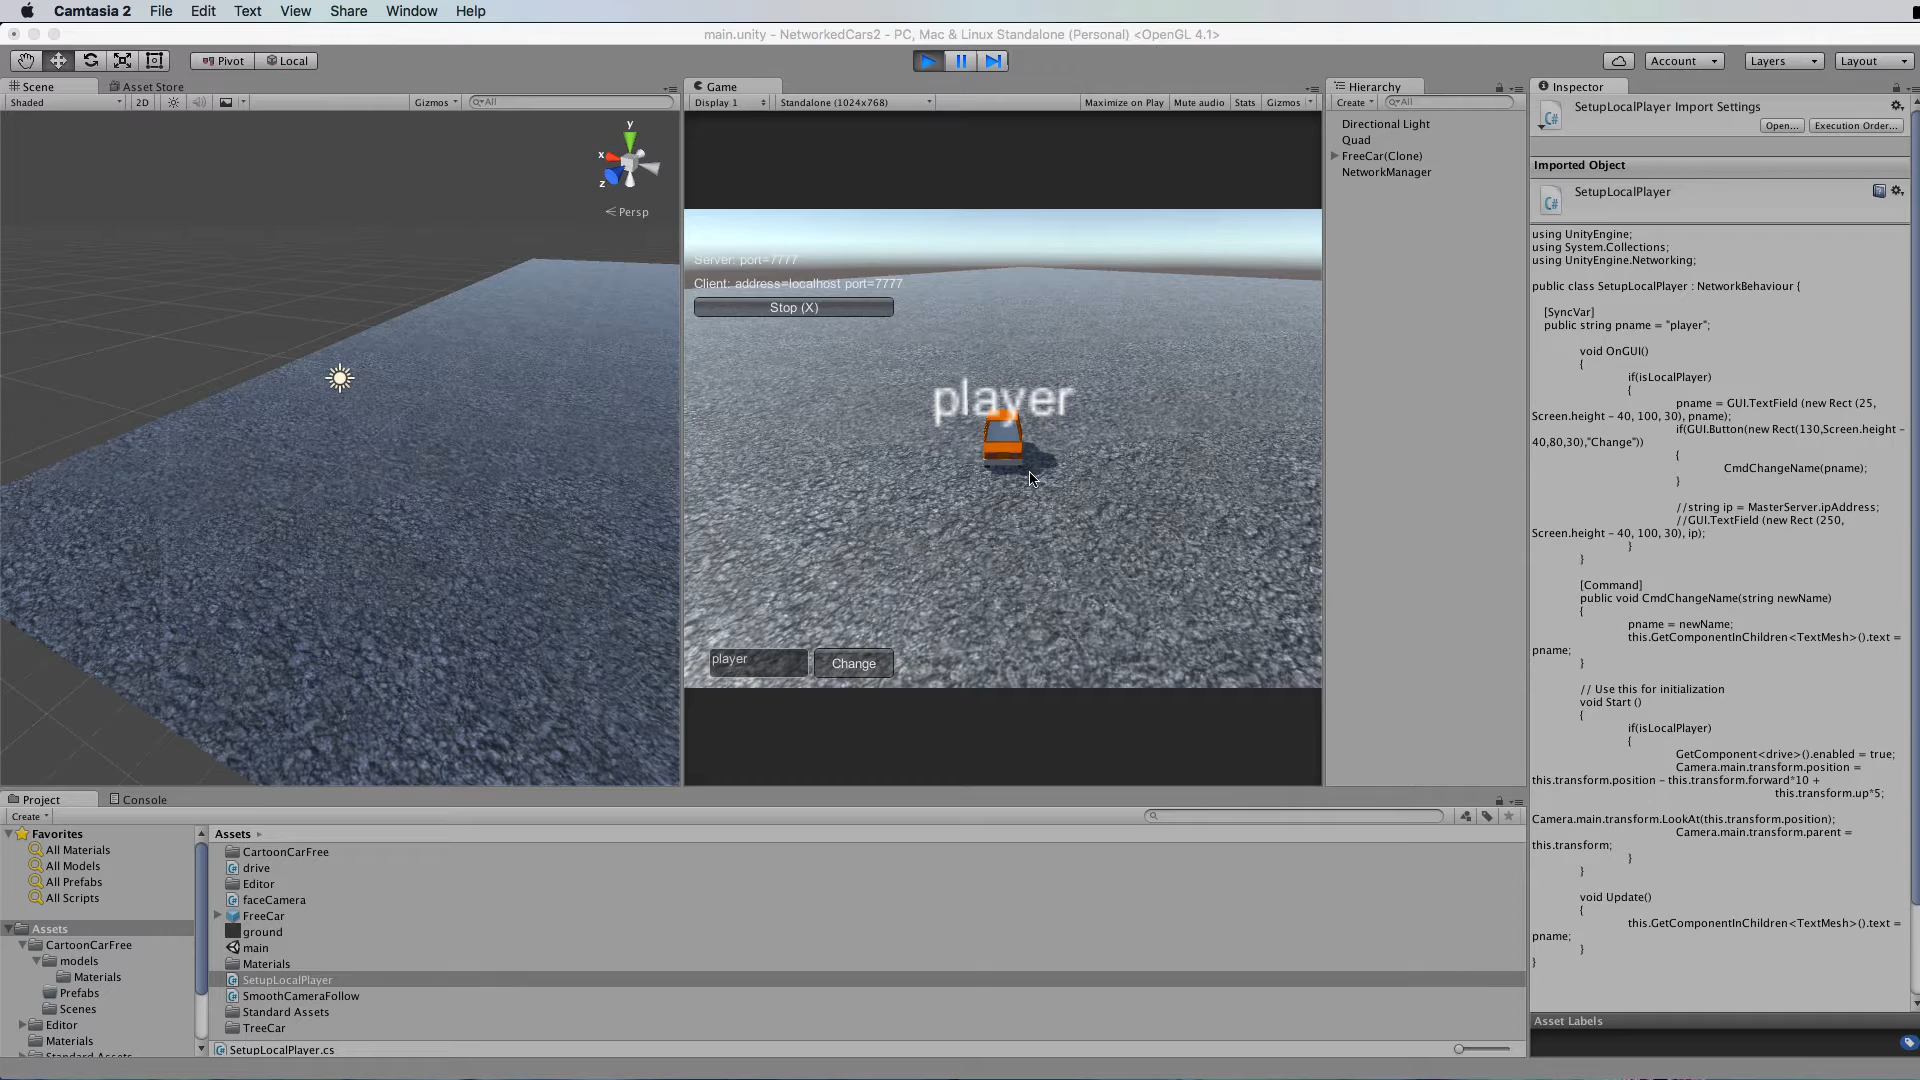 Camtasia 2 File Edit Text View Share Window Help
main.unity - NetworkedCars2 - PC, Mac & Linux Standalone (Personal) <OpenGL 4.1>
Pivot Local Account Layers Layout
Scene Asset Store
Shaded 2D Gizmos All
y
x
z
Persp
Game
Display 1 Standalone (1024x768) Maximize on Play Mute audio Stats Gizmos
Server: port=7777
Client: address=localhost port=7777
Stop (X)
player
player Change
Hierarchy
Create All
Directional Light
Quad
FreeCar(Clone)
NetworkManager
Inspector
SetupLocalPlayer Import Settings
Open... Execution Order...
Imported Object
SetupLocalPlayer
using UnityEngine;
using System.Collections;
using UnityEngine.Networking;
public class SetupLocalPlayer : NetworkBehaviour {
[SyncVar]
public string pname = "player";
void OnGUI()
{
if(isLocalPlayer)
{
pname = GUI.TextField (new Rect (25,
Screen.height - 40, 100, 30), pname);
if(GUI.Button(new Rect(130,Screen.height -
40,80,30),"Change"))
{
CmdChangeName(pname);
}
//string ip = MasterServer.ipAddress;
//GUI.TextField (new Rect (250,
Screen.height - 40, 100, 30), ip);
}
}
[Command]
public void CmdChangeName(string newName)
{
pname = newName;
this.GetComponentInChildren<TextMesh>().text =
pname;
}
// Use this for initialization
void Start ()
{
if(isLocalPlayer)
{
GetComponent<drive>().enabled = true;
Camera.main.transform.position =
this.transform.position - this.transform.forward*10 +
this.transform.up*5;
Camera.main.transform.LookAt(this.transform.position);
Camera.main.transform.parent =
this.transform;
}
}
void Update()
{
this.GetComponentInChildren<TextMesh>().text =
pname;
}
}
Asset Labels
Project Console
Create
Favorites
All Materials
All Models
All Prefabs
All Scripts
Assets
CartoonCarFree
models
Materials
Prefabs
Scenes
Editor
Materials
Standard Assets
Assets
CartoonCarFree
drive
Editor
faceCamera
FreeCar
ground
main
Materials
SetupLocalPlayer
SmoothCameraFollow
Standard Assets
TreeCar
SetupLocalPlayer.cs